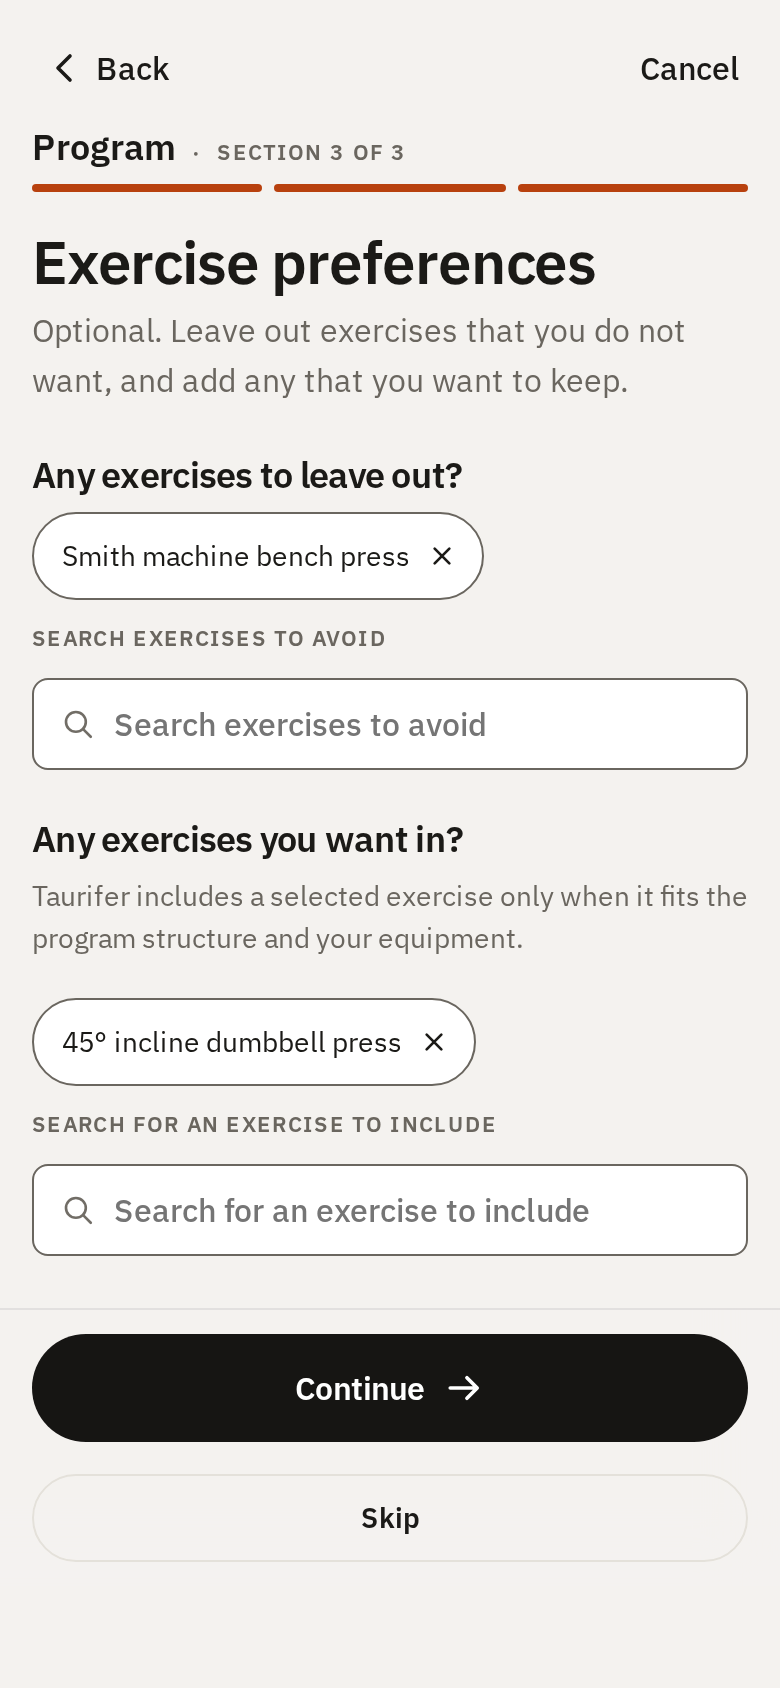 Back
Cancel
Program · SECTION 3 OF 3
Exercise preferences
Optional. Leave out exercises that you do not
want, and add any that you want to keep.
Any exercises to leave out?
Smith machine bench press
SEARCH EXERCISES TO AVOID
Search exercises to avoid
Any exercises you want in?
Taurifer includes a selected exercise only when it fits the
program structure and your equipment.
45° incline dumbbell press
SEARCH FOR AN EXERCISE TO INCLUDE
Search for an exercise to include
Continue
Skip